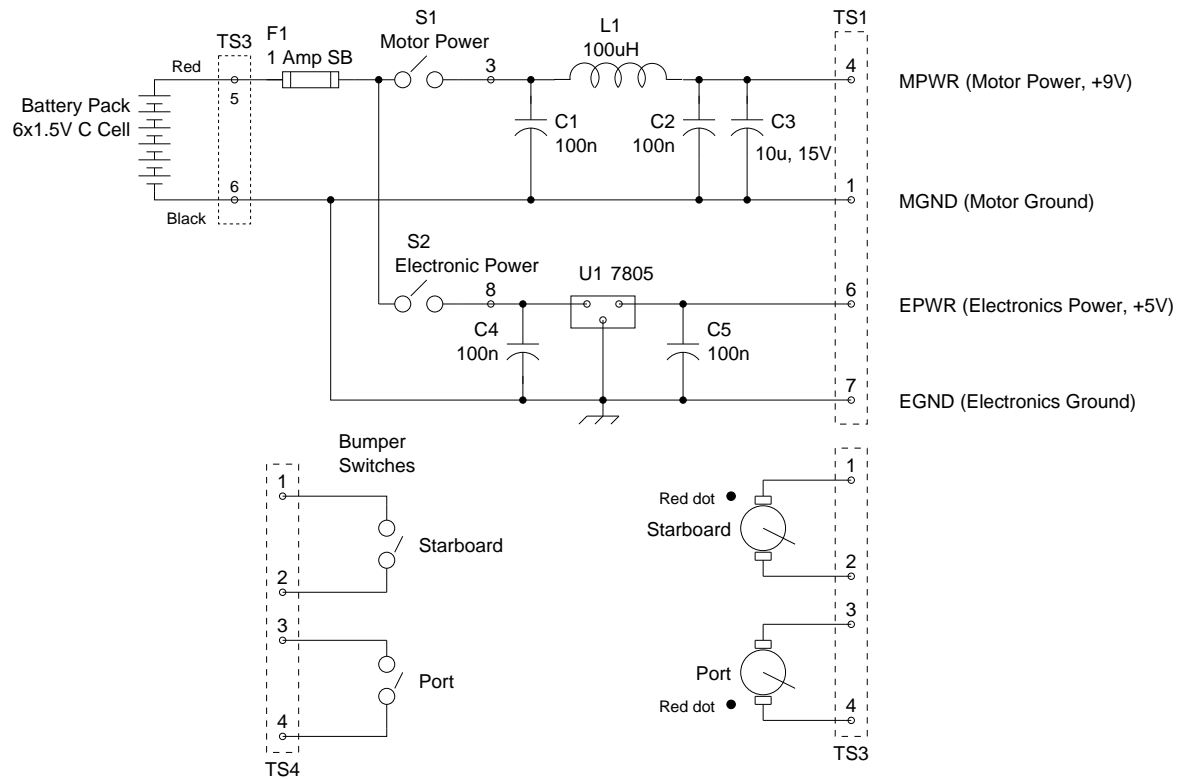 S1
Motor Power
L1
100uH
TS1
F1
1 Amp SB
TS3
Red
5
3
4
MPWR (Motor Power, +9V)
Battery Pack
6x1.5V C Cell
C1
100n
C2
100n
C3
10u, 15V
6
Black
1
MGND (Motor Ground)
S2
Electronic Power
8
U1 7805
6
EPWR (Electronics Power, +5V)
C4
100n
C5
100n
7
EGND (Electronics Ground)
Bumper
Switches
1
Starboard
2
3
Port
4
TS4
1
Red dot
Starboard
2
3
Port
Red dot
4
TS3